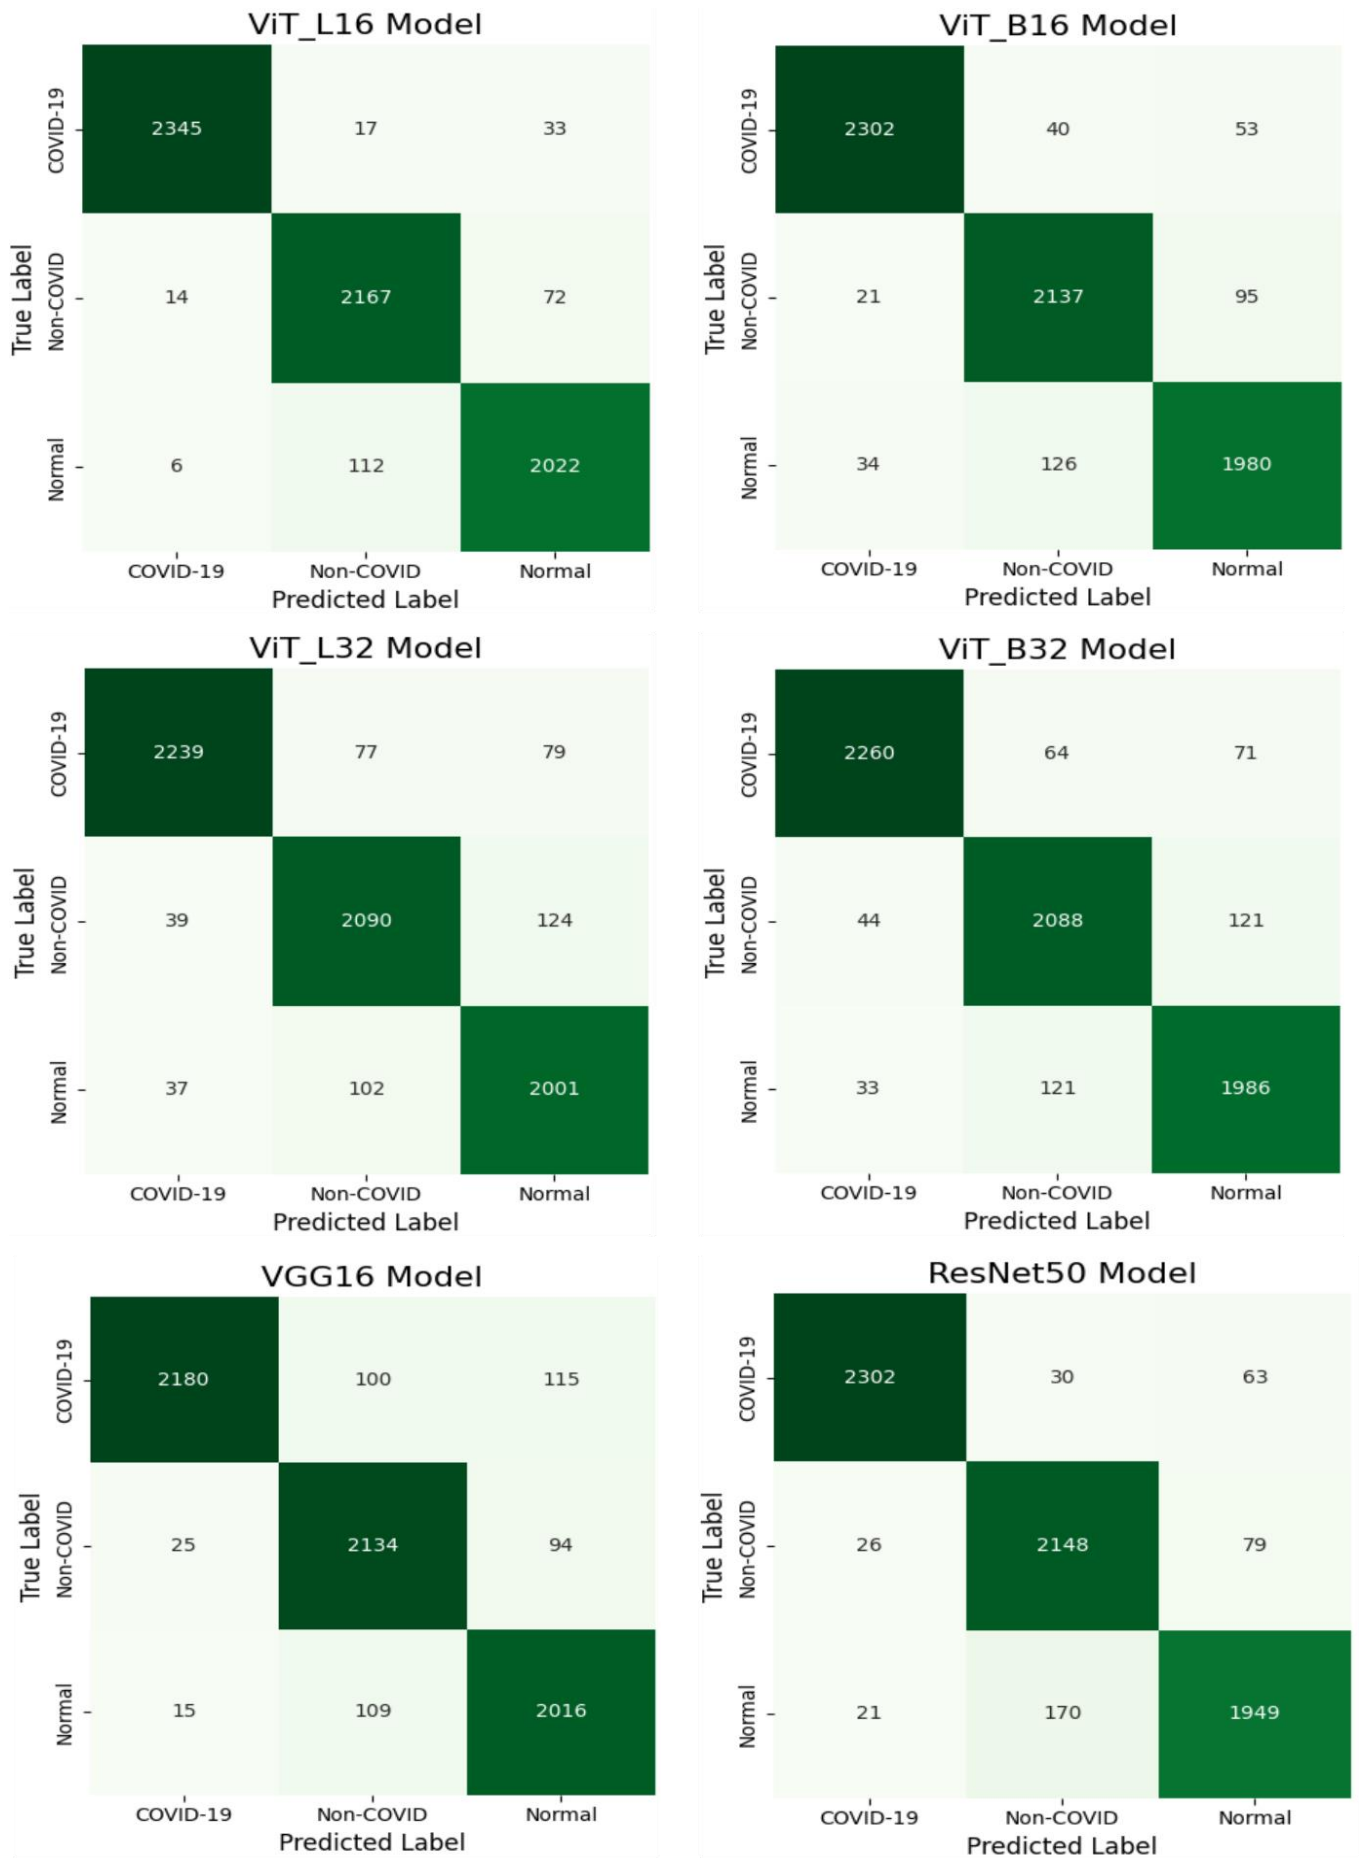 ViT_L16 Model
COVID-19 2345 17 33
Non-COVID 14 2167 72
Normal 6 112 2022
True Label
COVID-19 Non-COVID Normal
Predicted Label
ViT_B16 Model
COVID-19 2302 40 53
Non-COVID 21 2137 95
Normal 34 126 1980
True Label
COVID-19 Non-COVID Normal
Predicted Label
ViT_L32 Model
COVID-19 2239 77 79
Non-COVID 39 2090 124
Normal 37 102 2001
True Label
COVID-19 Non-COVID Normal
Predicted Label
ViT_B32 Model
COVID-19 2260 64 71
Non-COVID 44 2088 121
Normal 33 121 1986
True Label
COVID-19 Non-COVID Normal
Predicted Label
VGG16 Model
COVID-19 2180 100 115
Non-COVID 25 2134 94
Normal 15 109 2016
True Label
COVID-19 Non-COVID Normal
Predicted Label
ResNet50 Model
COVID-19 2302 30 63
Non-COVID 26 2148 79
Normal 21 170 1949
True Label
COVID-19 Non-COVID Normal
Predicted Label